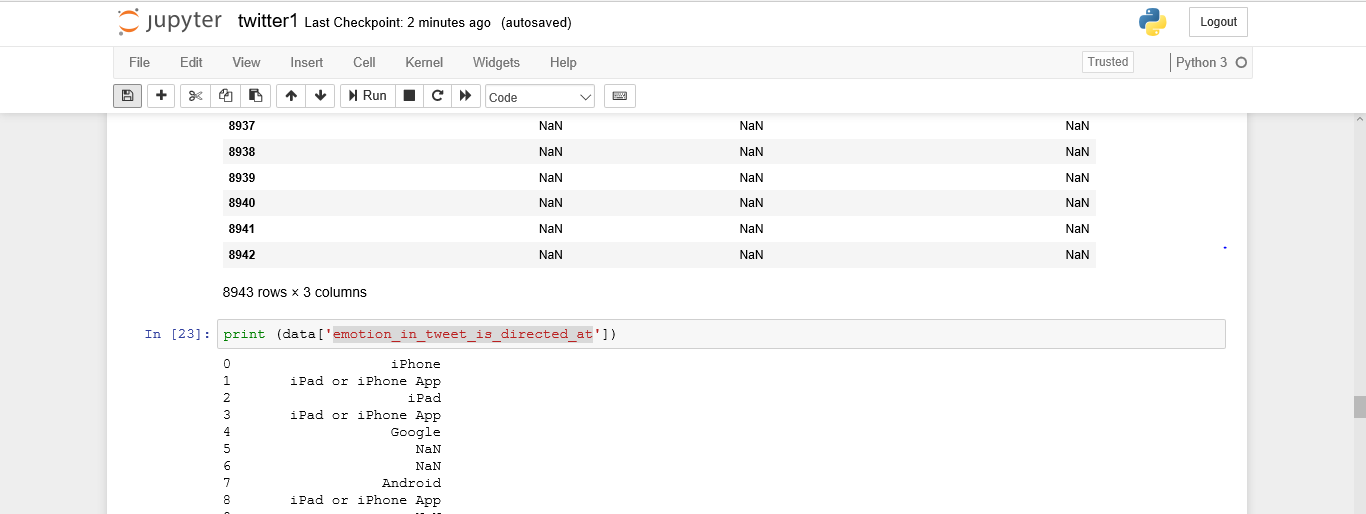 jupyter twitter1 Last Checkpoint: 2 minutes ago (autosaved)
Logout
File Edit View Insert Cell Kernel Widgets Help
Trusted
Python 3
Run
Code
8937 NaN NaN NaN
8938 NaN NaN NaN
8939 NaN NaN NaN
8940 NaN NaN NaN
8941 NaN NaN NaN
8942 NaN NaN NaN
8943 rows × 3 columns
In [23]: print (data['emotion_in_tweet_is_directed_at'])
0 iPhone
1 iPad or iPhone App
2 iPad
3 iPad or iPhone App
4 Google
5 NaN
6 NaN
7 Android
8 iPad or iPhone App